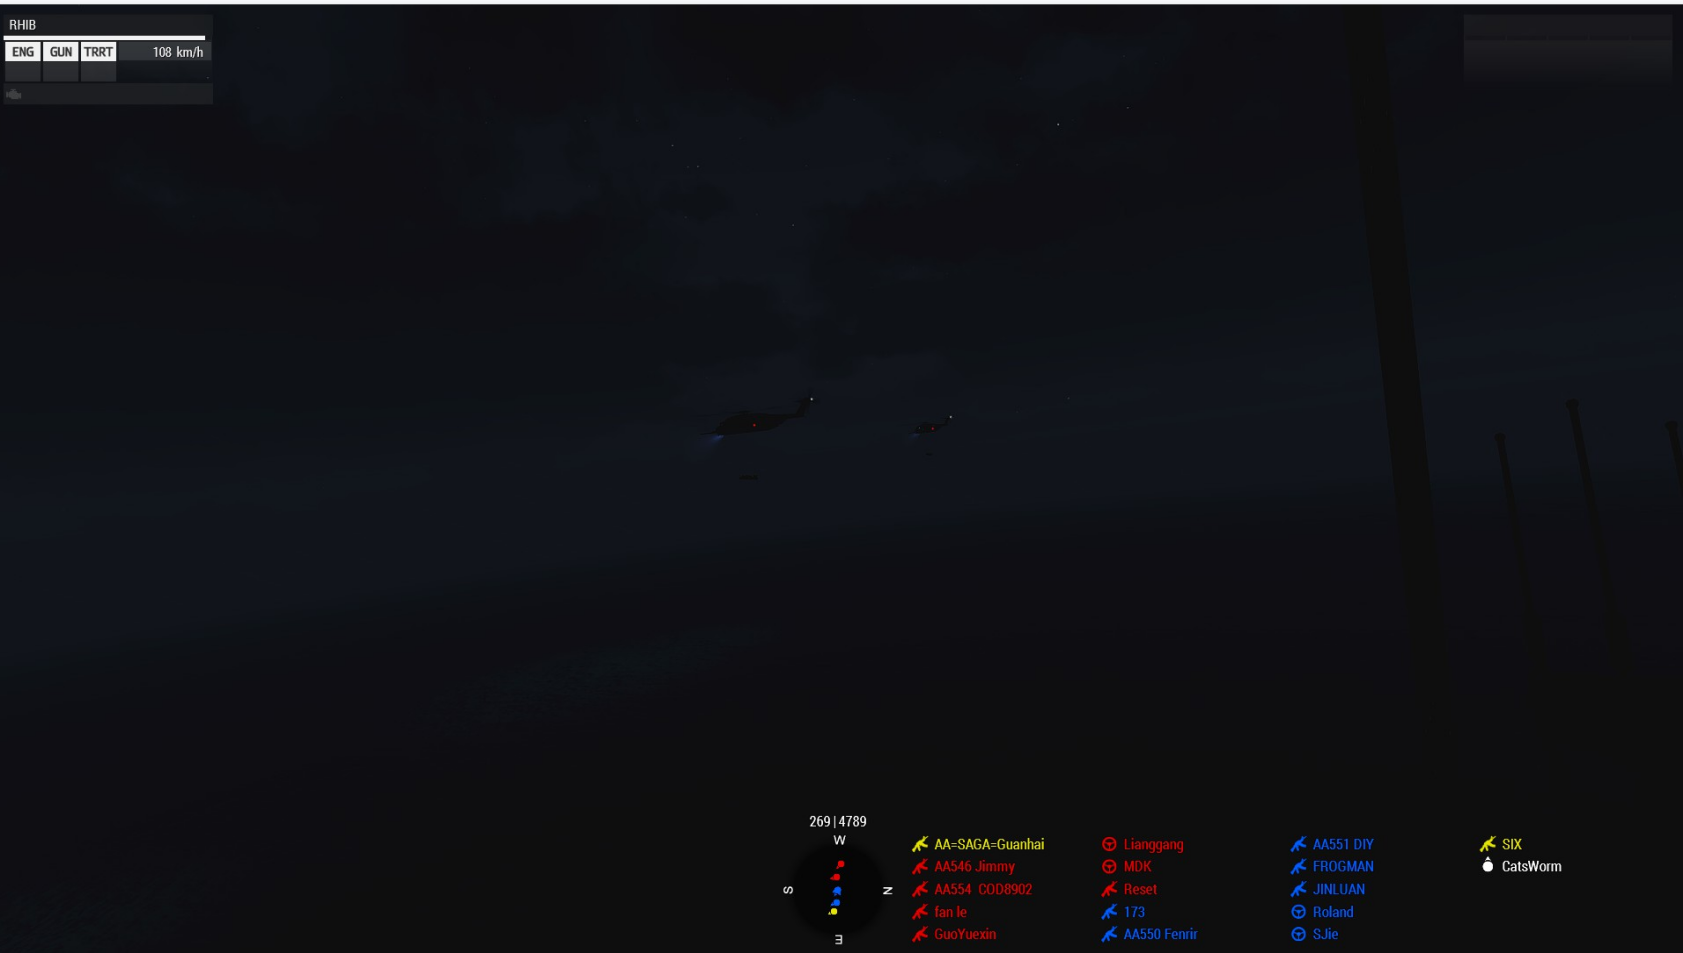 RHIB
ENG GUN TRRT 108 km/h
269|4789
W
S N
E
AA=SAGA=Guanhai Lianggang AA551 DIY SIX
AA546 Jimmy MDK FROGMAN CatsWorm
AA554 COD8902 Reset JINLUAN
fan le 173 Roland
GuoYuexin AA550 Fenrir SJie